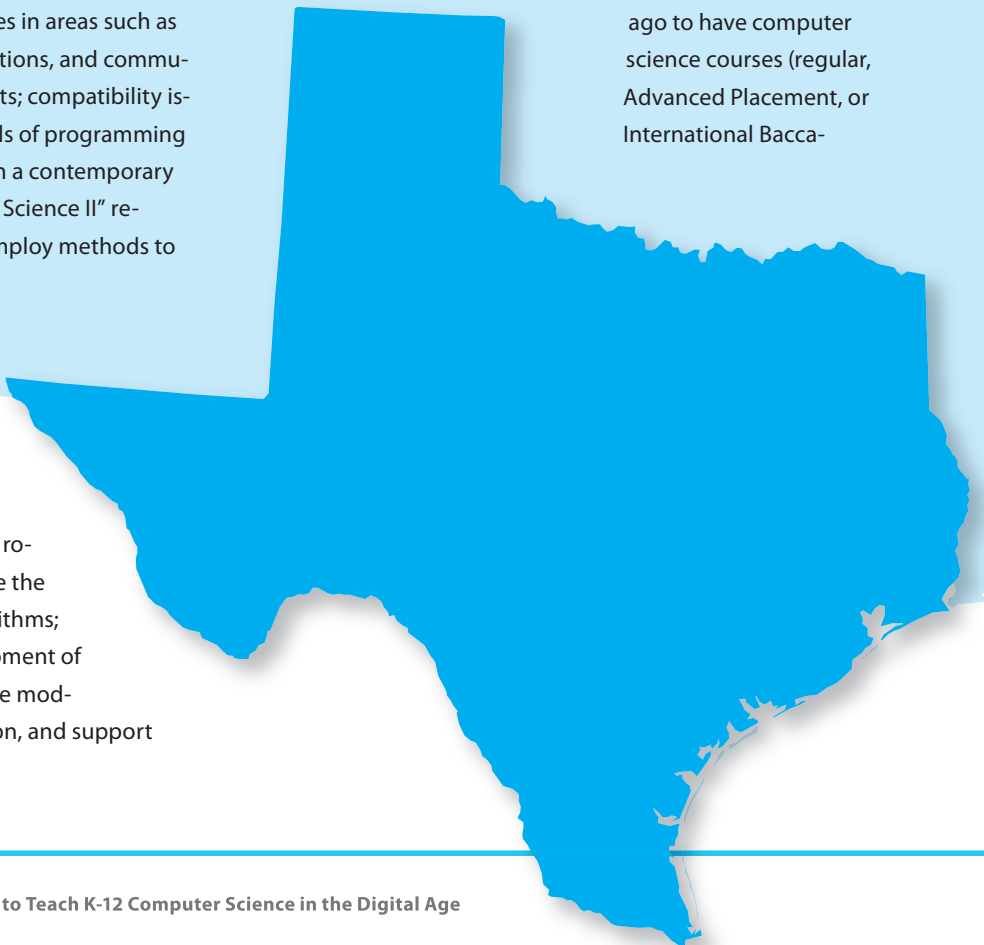 es in areas such as
tions, and commu-
ts; compatibility is-
ls of programming
n a contemporary
Science II” re-
mploy methods to
ro-
e the
ithms;
pment of
e mod-
on, and support
ago to have computer
science courses (regular,
Advanced Placement, or
International Bacca-
to Teach K-12 Computer Science in the Digital Age